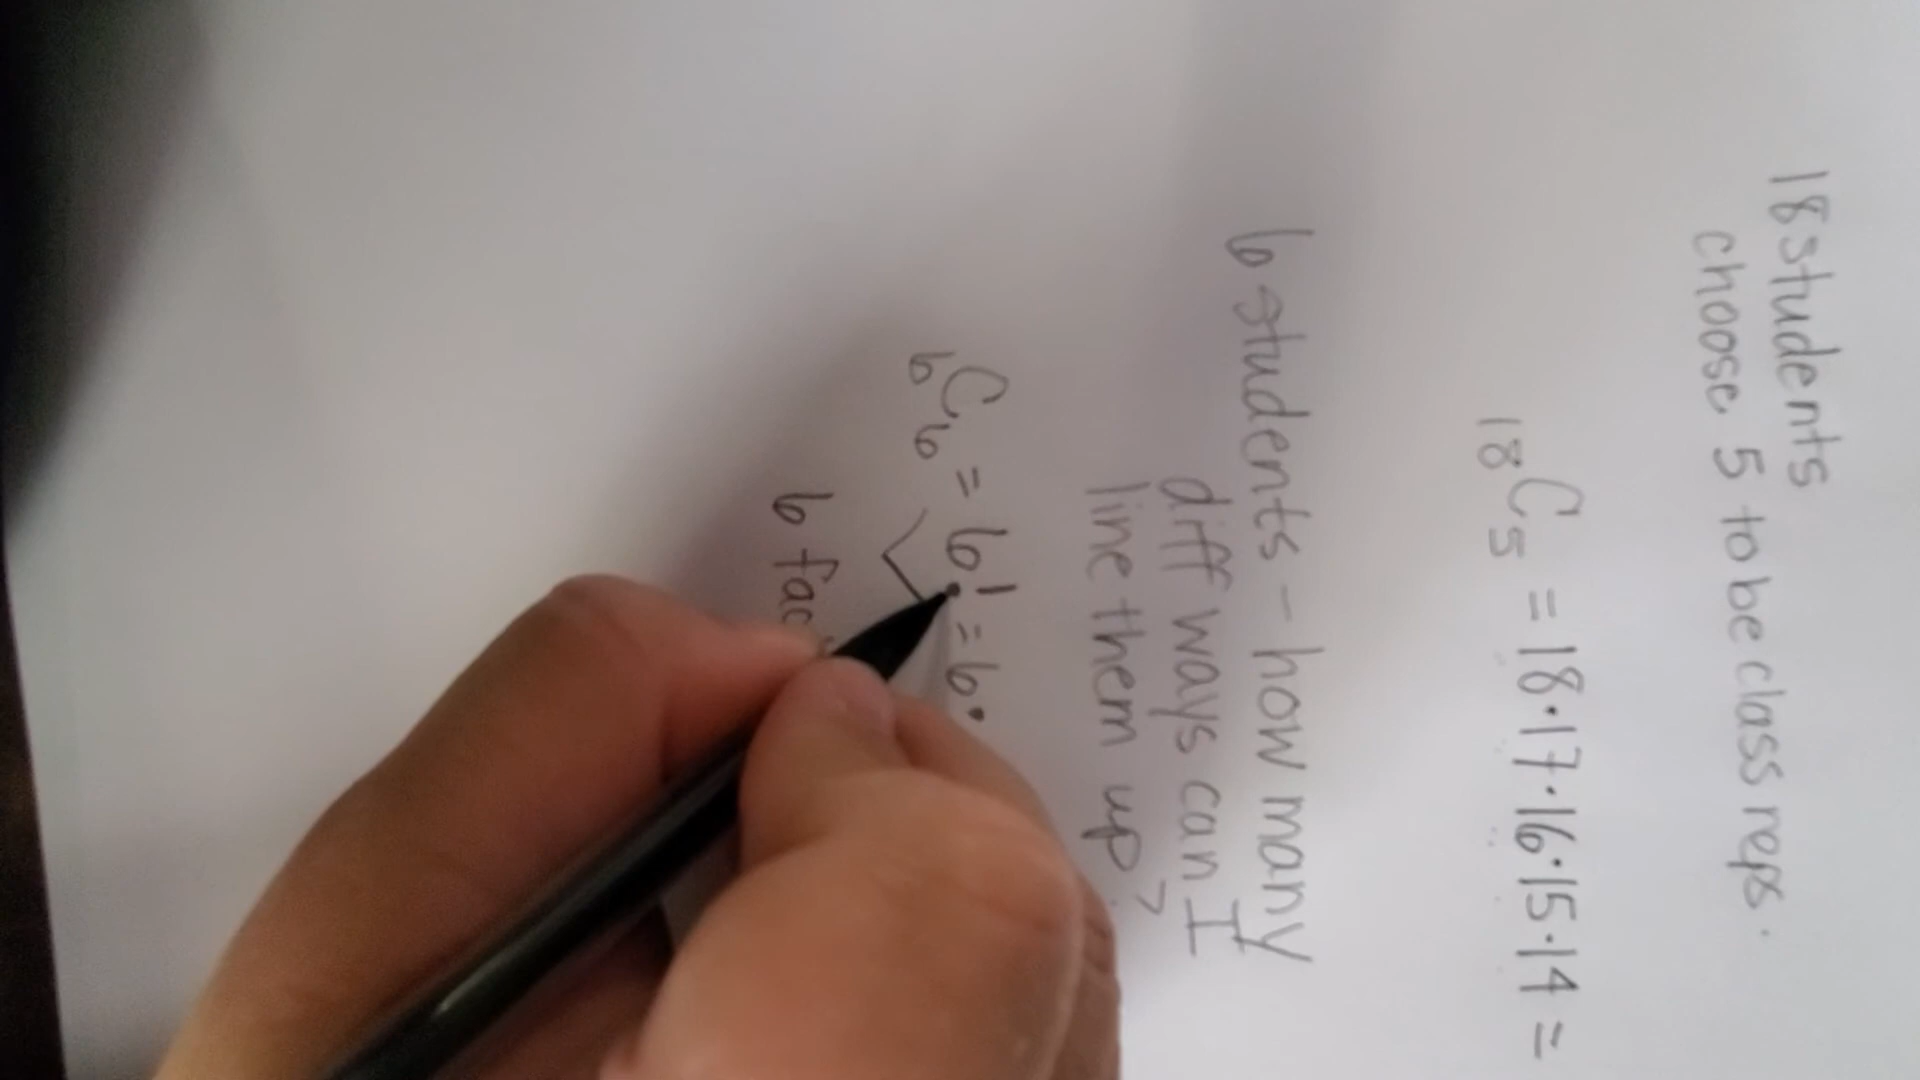 18 students
choose 5 to be class reps.
18C5 = 18·17·16·15·14 =
6 students - how many
diff ways can I
line them up?
6C6 = 6! = 6·
6